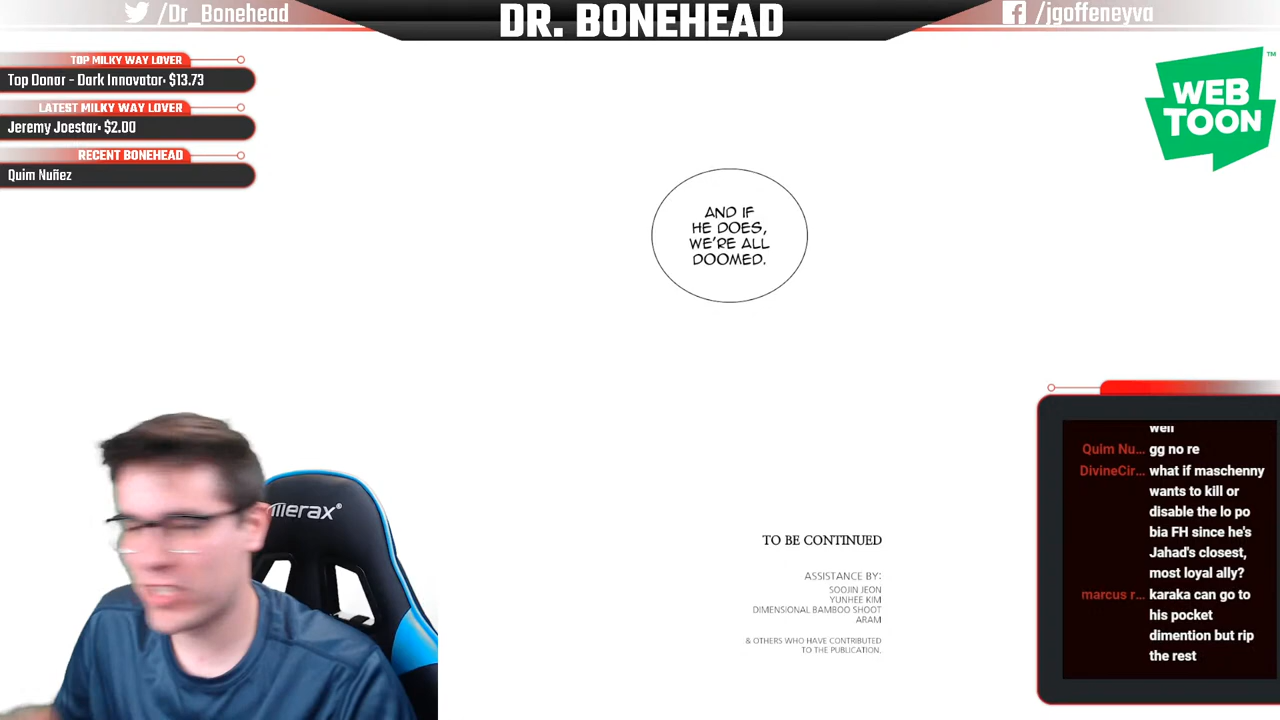 /Dr_Bonehead
DR. BONEHEAD
/jgoffeneyva
TOP MILKY WAY LOVER
Top Donor - Dark Innovator: $13.73
LATEST MILKY WAY LOVER
Jeremy Joestar: $2.00
RECENT BONEHEAD
Quim Nuñez
WEB
TOON
™
AND IF
HE DOES,
WE'RE ALL
DOOMED.
merax®
TO BE CONTINUED
ASSISTANCE BY:
SOOJIN JEON
YUNHEE KIM
DIMENSIONAL BAMBOO SHOOT
ARAM
& OTHERS WHO HAVE CONTRIBUTED
TO THE PUBLICATION.
well
Quim Nu... gg no re
DivineCir... what if maschenny
wants to kill or
disable the lo po
bia FH since he's
Jahad's closest,
most loyal ally?
marcus r... karaka can go to
his pocket
dimention but rip
the rest